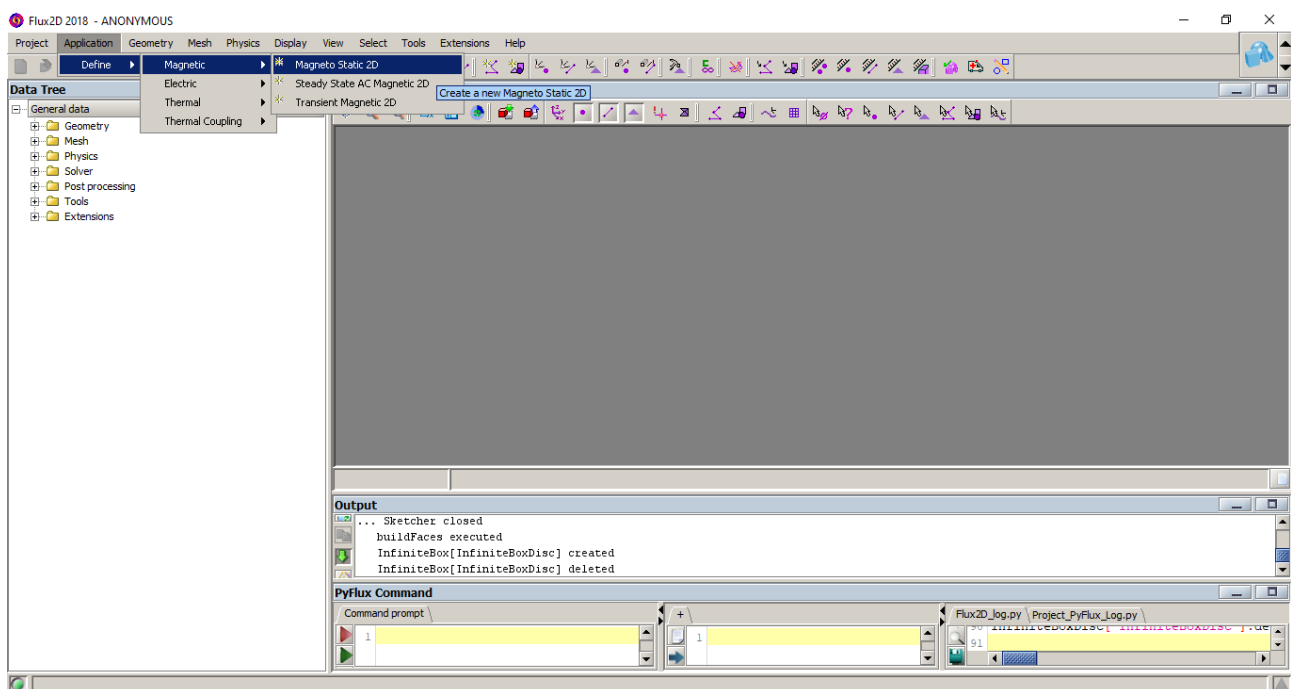 Flux2D 2018 - ANONYMOUS
Project Application Geometry Mesh Physics Display View Select Tools Extensions Help
Define Magnetic Magneto Static 2D
Electric Steady State AC Magnetic 2D
Create a new Magneto Static 2D
Thermal Transient Magnetic 2D
Thermal Coupling
Data Tree
General data
Geometry
Mesh
Physics
Solver
Post processing
Tools
Extensions
Output
... Sketcher closed
buildFaces executed
InfiniteBox[InfiniteBoxDisc] created
InfiniteBox[InfiniteBoxDisc] deleted
PyFlux Command
Command prompt + Flux2D_log.py Project_PyFlux_Log.py
1 1
91